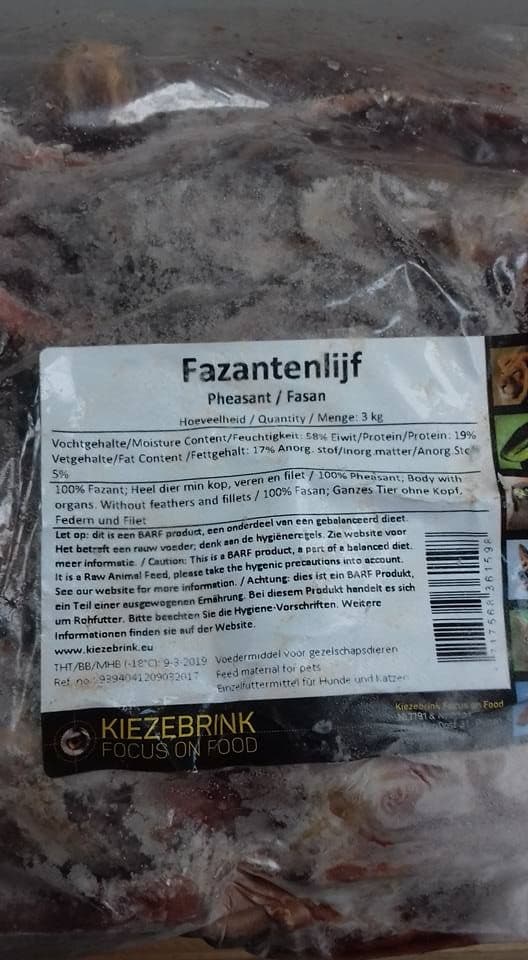 Fazantenlijf
Pheasant / Fasan
Hoeveelheid / Quantity / Menge: 3 kg
Vochtgehalte/Moisture Content/Feuchtigkeit: 58% Eiwit/Protein/Protein: 19%
Vetgehalte/Fat Content /Fettgehalt: 17% Anorg. stof/Inorg.matter/Anorg Stc
5%
100% Fazant; Heel dier min kop, veren en filet / 100% Pheasant; Body with
organs. Without feathers and fillets / 100% Fasan; Ganzes Tier ohne Kopf,
Federn und Filet
Let op: dit is een BARF product, een onderdeel van een gebalanceerd dieet.
Het betreft een rauw voeder, denk aan de hygiëneregels. Zie website voor
meer informatie. / Caution: This is a BARF product, a part of a balanced diet.
It is a Raw Animal Feed, please take the hygenic precautions into account.
See our website for more information. / Achtung: dies ist ein BARF Produkt,
ein Teil einer ausgewogenen Ernährung. Bei diesem Produkt handelt es sich
um Rohfutter. Bitte beachten Sie die Hygiene-Vorschriften. Weitere
Informationen finden sie auf der Website.
www.kiezebrink.eu
THT/BB/MHB (-18°C): 9-3-2019 Voedermiddel voor gezelschapsdieren
Ref. no.: 9394041209032017 Feed material for pets
Einzelfuttermittel für Hunde und Katzen
717568361598
KIEZEBRINK
FOCUS ON FOOD
Kiezebrink Focus on Food